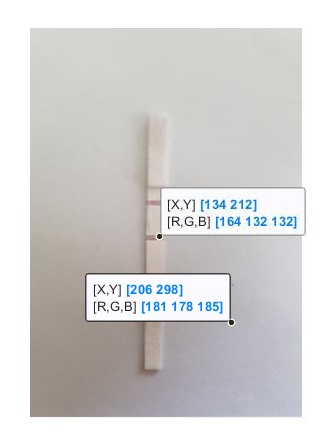 [X,Y] [134 212]
[R,G,B] [164 132 132]
[X,Y] [206 298]
[R,G,B] [181 178 185]